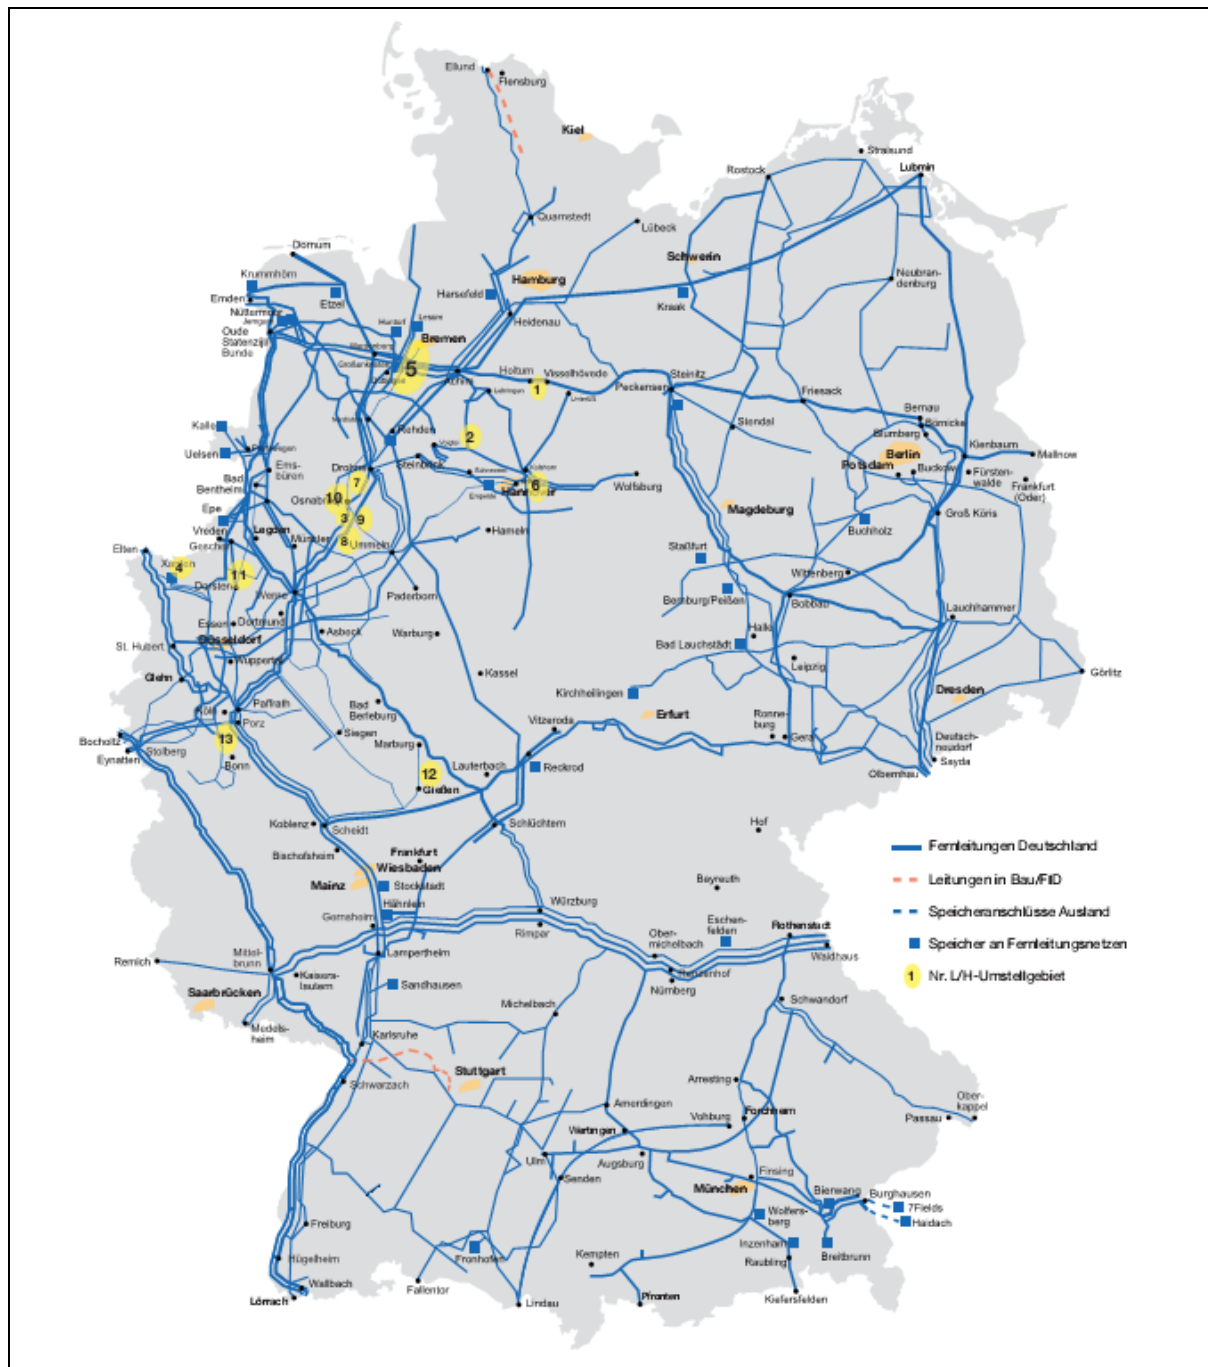 Ellund
Flensburg
Kiel
Stralsund
Rostock
Lubmin
Quarnstedt
Lübeck
Dornum
Schwerin
Krummhörn
Hamburg
Neubran-
denburg
Emden
Etzel
Harsefeld
Kraak
Nüttermoor
Jemgum
Huntorf
Lesum
Heidenau
Oude
Statenzijl
Bunde
Bremen
5
Achim
Holtum
Visselhövede
1
Steinitz
Peckensen
Friesack
Bernau
Börnicke
Blumberg
Kalle
Rehden
2
Stendal
Kienbaum
Mallnow
Uelsen
Steinbrink
Berlin
Potsdam
Buckow
Fürsten-
walde
Ems-
büren
Drohne
7
Frankfurt
(Oder)
Bad
Bentheim
10
Osnabrück
Hannover
6
Wolfsburg
Magdeburg
Epe
3
9
Groß Köris
Buchholz
Vreden
Legden
8
Ummeln
Hameln
Gescher
Münster
Elten
Xanten
4
Staßfurt
Wittenberg
Dorsten
11
Werne
Paderborn
Bernburg/Peißen
Bobbau
Lauchhammer
Essen
Dortmund
Asbeck
Warburg
Halle
St. Hubert
Düsseldorf
Bad Lauchstädt
Wuppertal
Leipzig
Görlitz
Glehn
Kassel
Kirchheilingen
Dresden
Köln
Paffrath
Bad
Berleburg
Erfurt
Ronne-
burg
Porz
Siegen
Vitzeroda
Gera
Deutsch-
neudorf
Bocholtz
Stolberg
13
Marburg
Eynatten
Bonn
12
Lauterbach
Reckrod
Sayda
Olbernhau
Gießen
Koblenz
Scheidt
Schlüchtern
Hof
Bischofsheim
Frankfurt
Fernleitungen Deutschland
Wiesbaden
Mainz
Stockstadt
Beyreuth
Leitungen in Bau/FID
Hähnlein
Würzburg
Speicheranschlüsse Ausland
Gernsheim
Eschen-
felden
Rimpar
Rothenstadt
Ober-
michelbach
Speicher an Fernleitungsnetzen
Waidhaus
Remich
Mittel-
brunn
Lampertheim
Kaisers-
lautern
1
Nr. L/H-Umstellgebiet
Sandhausen
Nürnberg
Saarbrücken
Michelbach
Schwandorf
Medels-
heim
Karlsruhe
Stuttgart
Schwarzach
Arresting
Amerdingen
Forchheim
Ober-
kappel
Vohburg
Passau
Wertingen
Ulm
Augsburg
Finsing
Senden
München
Bierwang
Burghausen
7Fields
Wolfers-
berg
Haidach
Freiburg
Fronhofen
Inzenham
Breitbrunn
Hügelheim
Kempten
Raubling
Wallbach
Fallentor
Lörrach
Lindau
Pfronten
Kiefersfelden